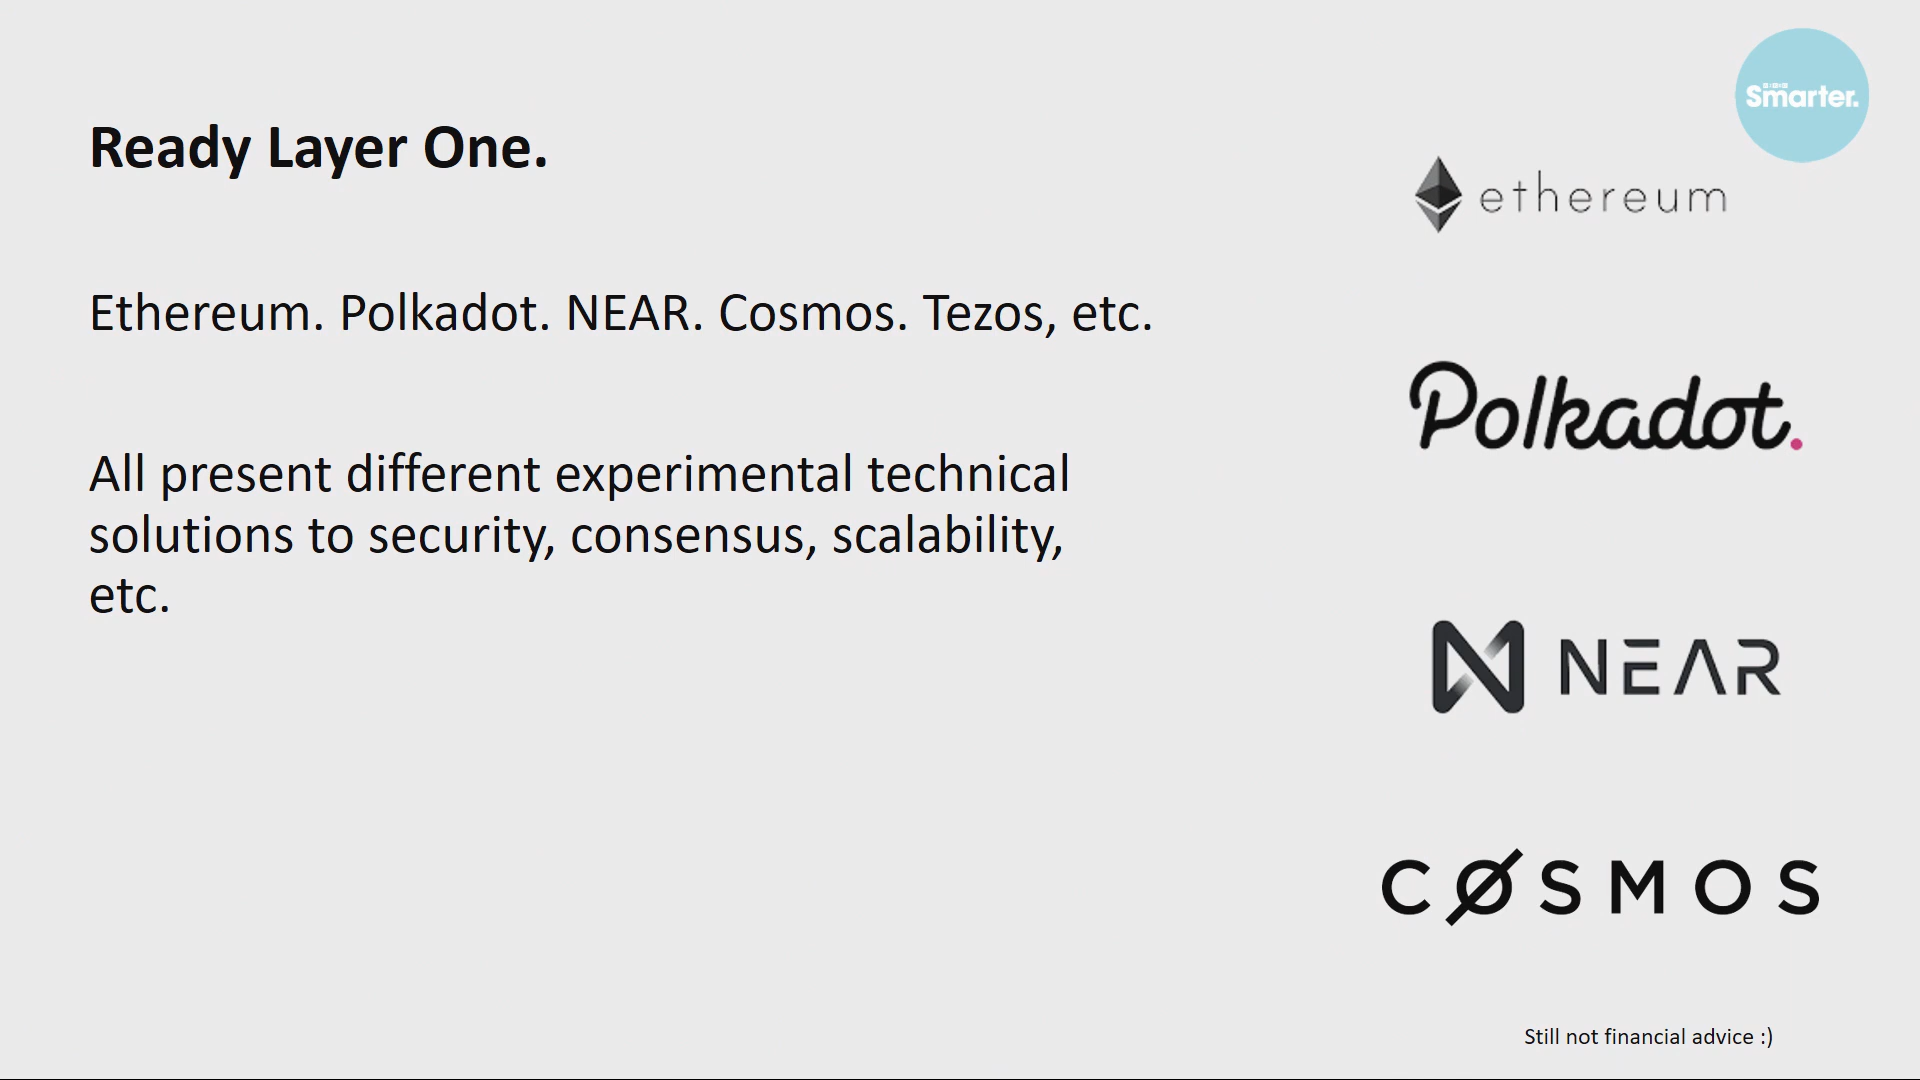 Smarter.
Ready Layer One.
ethereum
Ethereum. Polkadot. NEAR. Cosmos. Tezos, etc.
Polkadot.
All present different experimental technical
solutions to security, consensus, scalability,
etc.
NEAR
COSMOS
Still not financial advice :)